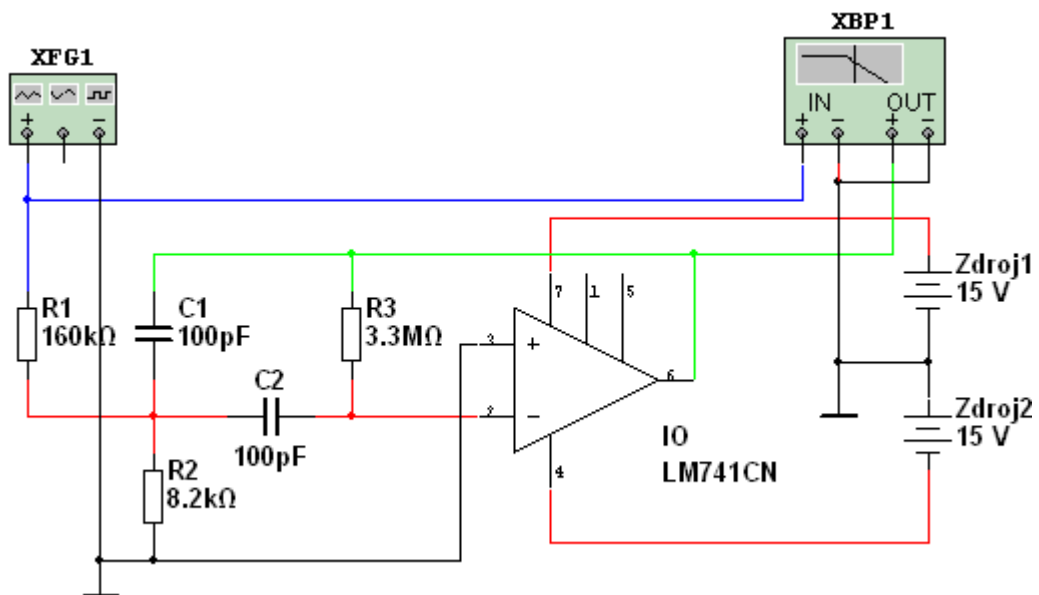 XBP1
XFG1
IN OUT
+ - + -
+ -
Zdroj1
15 V
R1
160kΩ
C1
100pF
R3
3.3MΩ
7 1 5
3 +
6
2 -
4
C2
100pF
IO
LM741CN
Zdroj2
15 V
R2
8.2kΩ